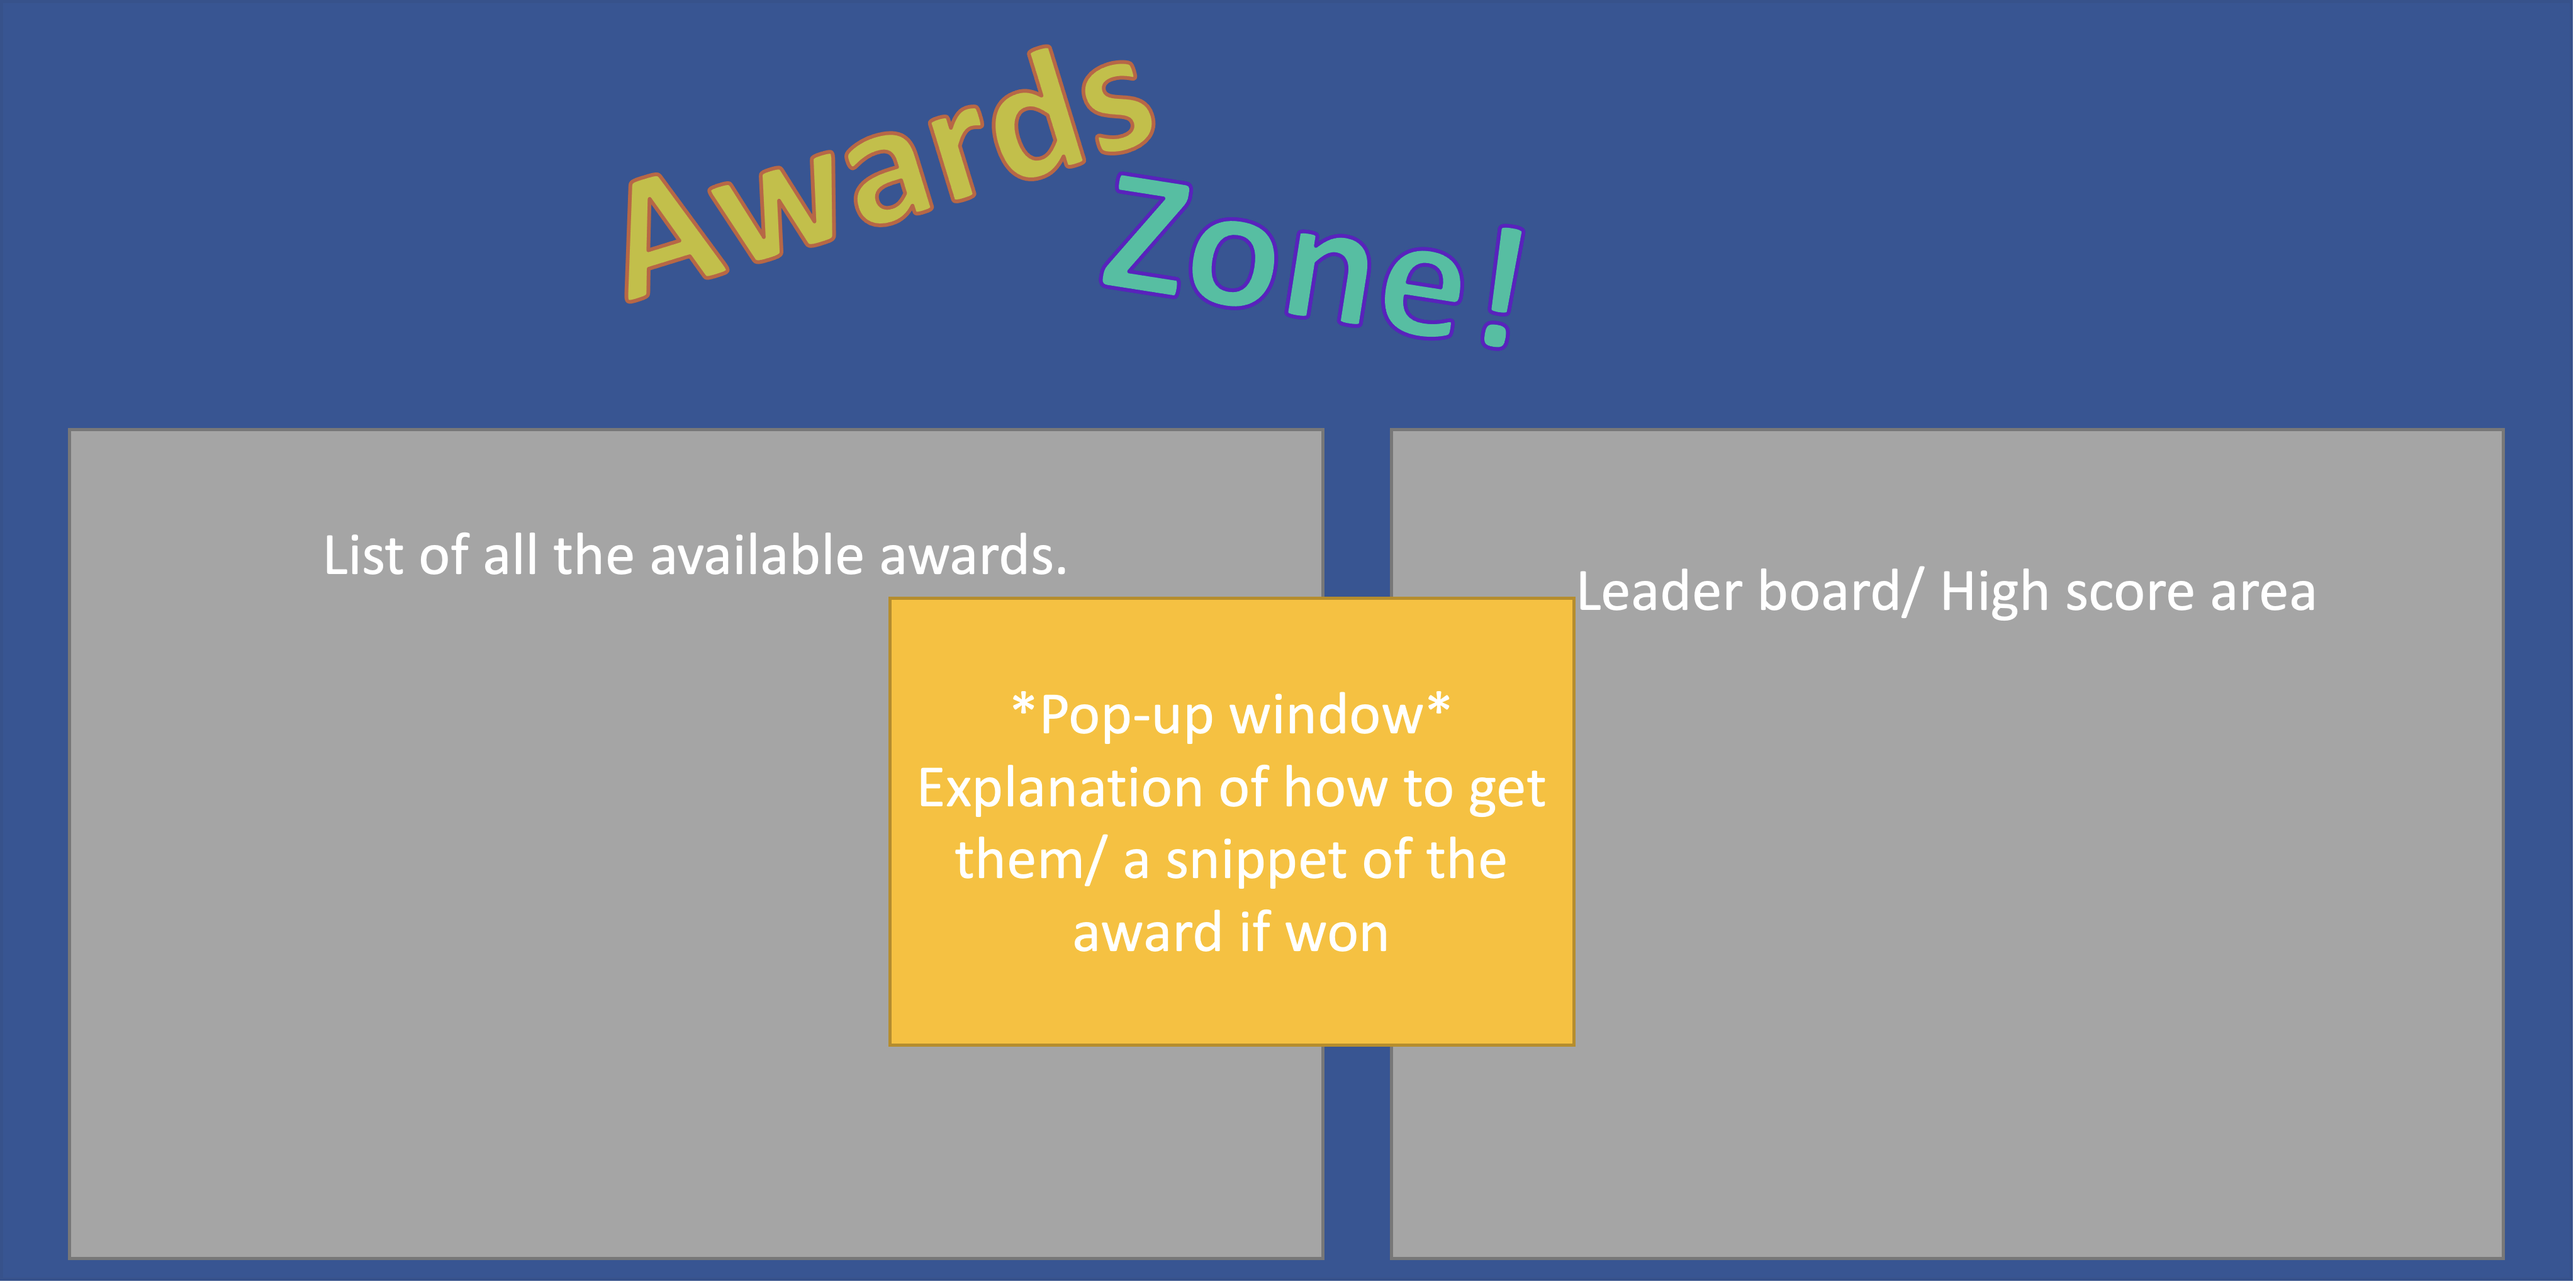 Awards
Zone!
List of all the available awards.
Leader board/ High score area
*Pop-up window*
Explanation of how to get
them/ a snippet of the
award if won